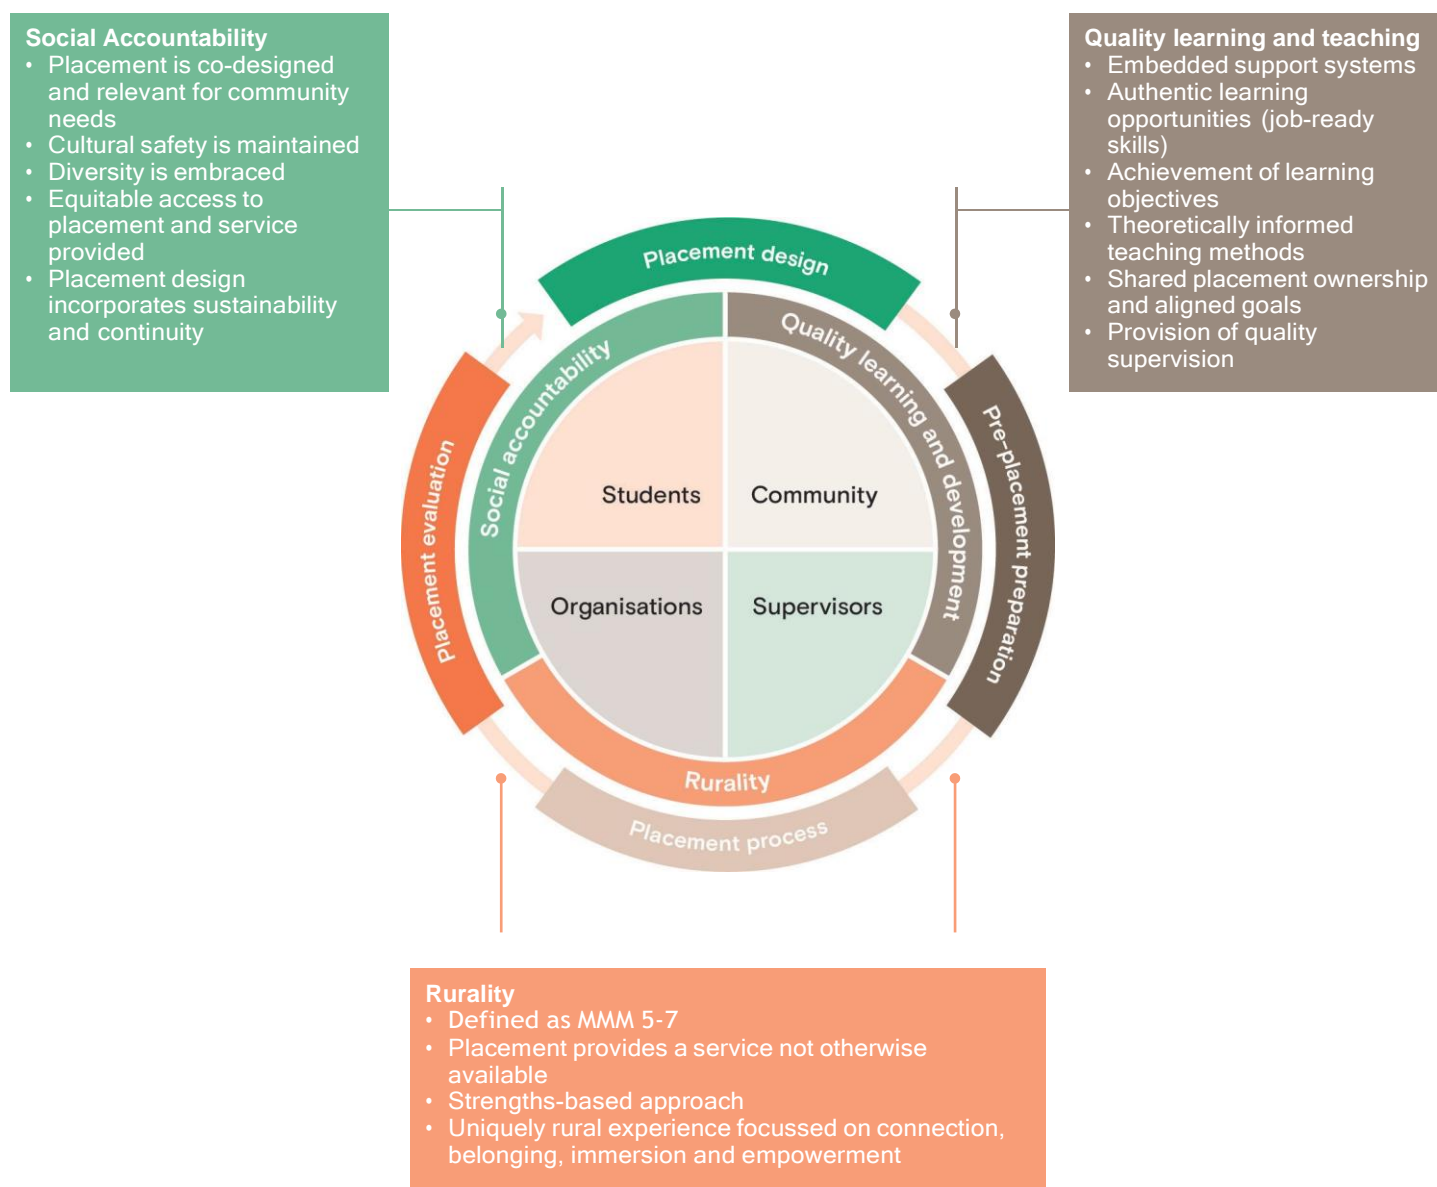 Social Accountability
• Placement is co-designed
and relevant for community
needs
• Cultural safety is maintained
• Diversity is embraced
• Equitable access to
placement and service
provided
• Placement design
incorporates sustainability
and continuity
Quality learning and teaching
• Embedded support systems
• Authentic learning
opportunities (job-ready
skills)
• Achievement of learning
objectives
• Theoretically informed
teaching methods
• Shared placement ownership
and aligned goals
• Provision of quality
supervision
Placement design
Pre-placement preparation
Placement process
Placement evaluation
Social accountability
Quality learning and development
Rurality
Students
Community
Organisations
Supervisors
Rurality
• Defined as MMM 5-7
• Placement provides a service not otherwise
available
• Strengths-based approach
• Uniquely rural experience focussed on connection,
belonging, immersion and empowerment